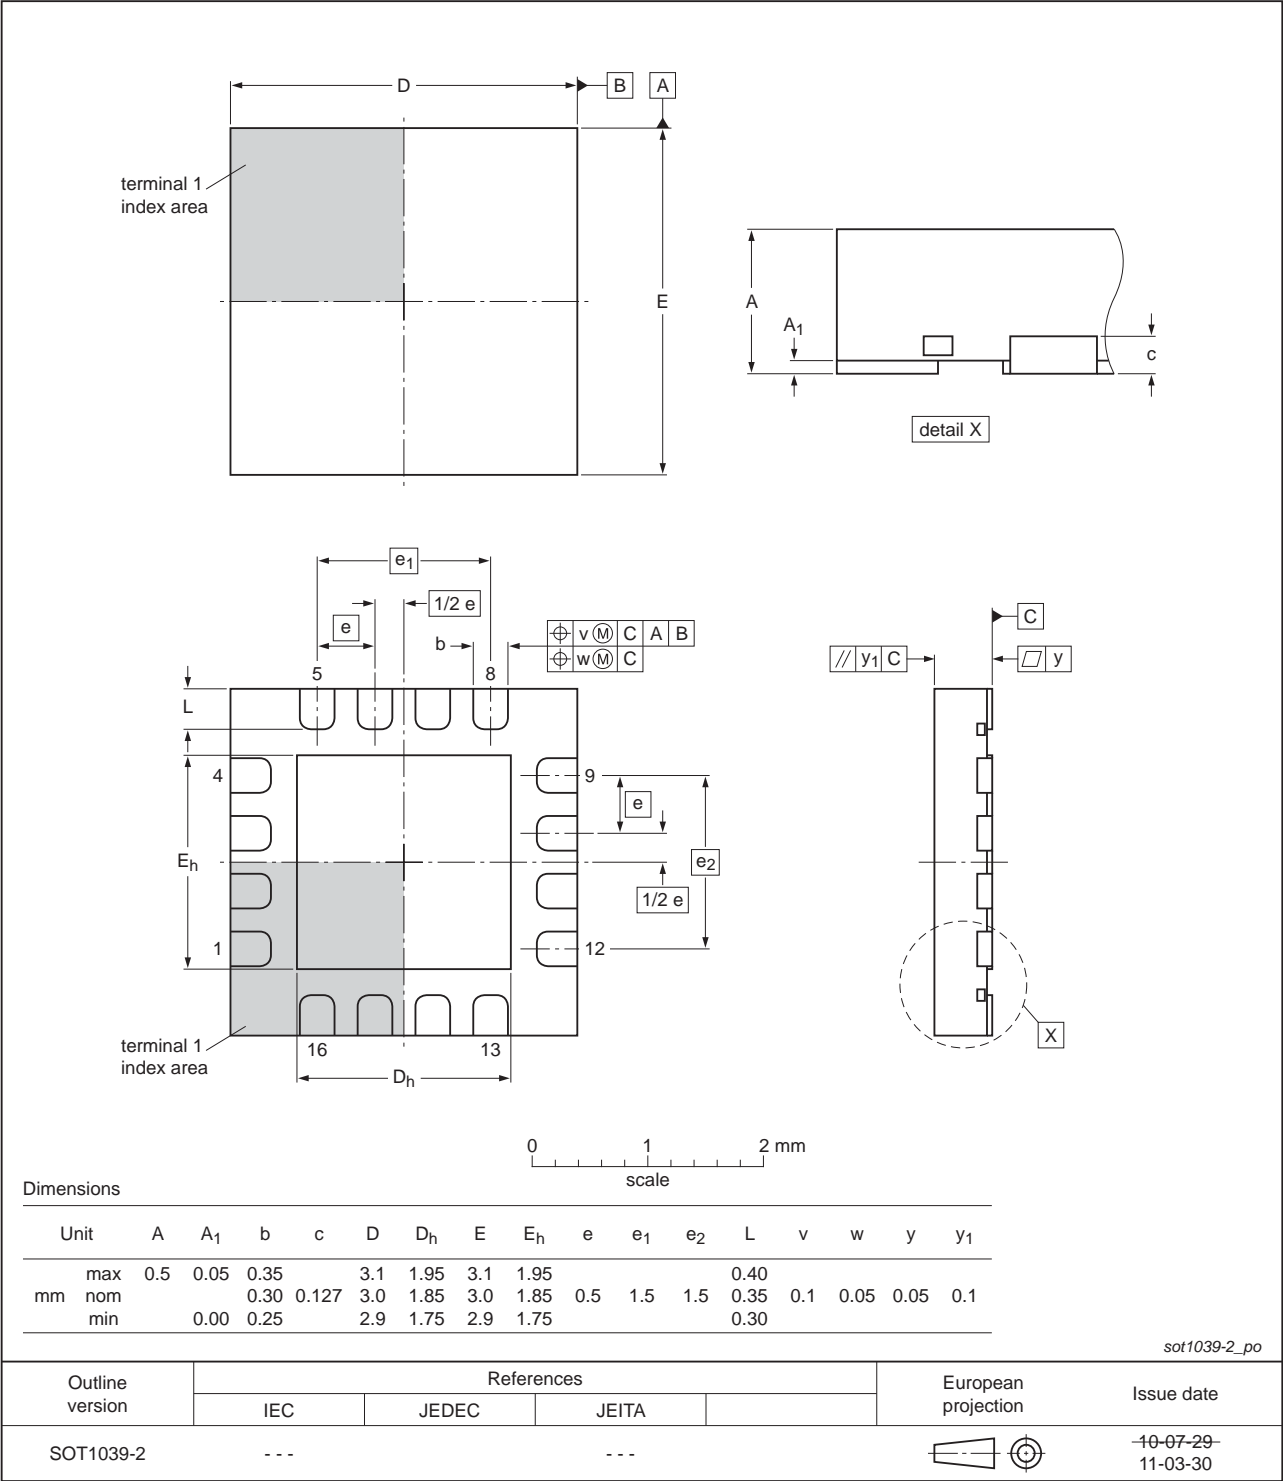 D
B
A
terminal 1
index area
E
A
A1
c
detail X
e1
1/2 e
e
b
v M C A B
w M C
5
8
L
4
9
e
Eh
e2
1/2 e
1
12
terminal 1
index area
16
13
Dh
C
// y1 C
y
X
0 1 2 mm
scale
Dimensions
Unit A A1 b c D Dh E Eh e e1 e2 L v w y y1
max 0.5 0.05 0.35 3.1 1.95 3.1 1.95 0.40
mm nom 0.30 0.127 3.0 1.85 3.0 1.85 0.5 1.5 1.5 0.35 0.1 0.05 0.05 0.1
min 0.00 0.25 2.9 1.75 2.9 1.75 0.30
sot1039-2_po
Outline
version
References
IEC JEDEC JEITA
European
projection
Issue date
SOT1039-2 - - - - - -
10-07-29
11-03-30